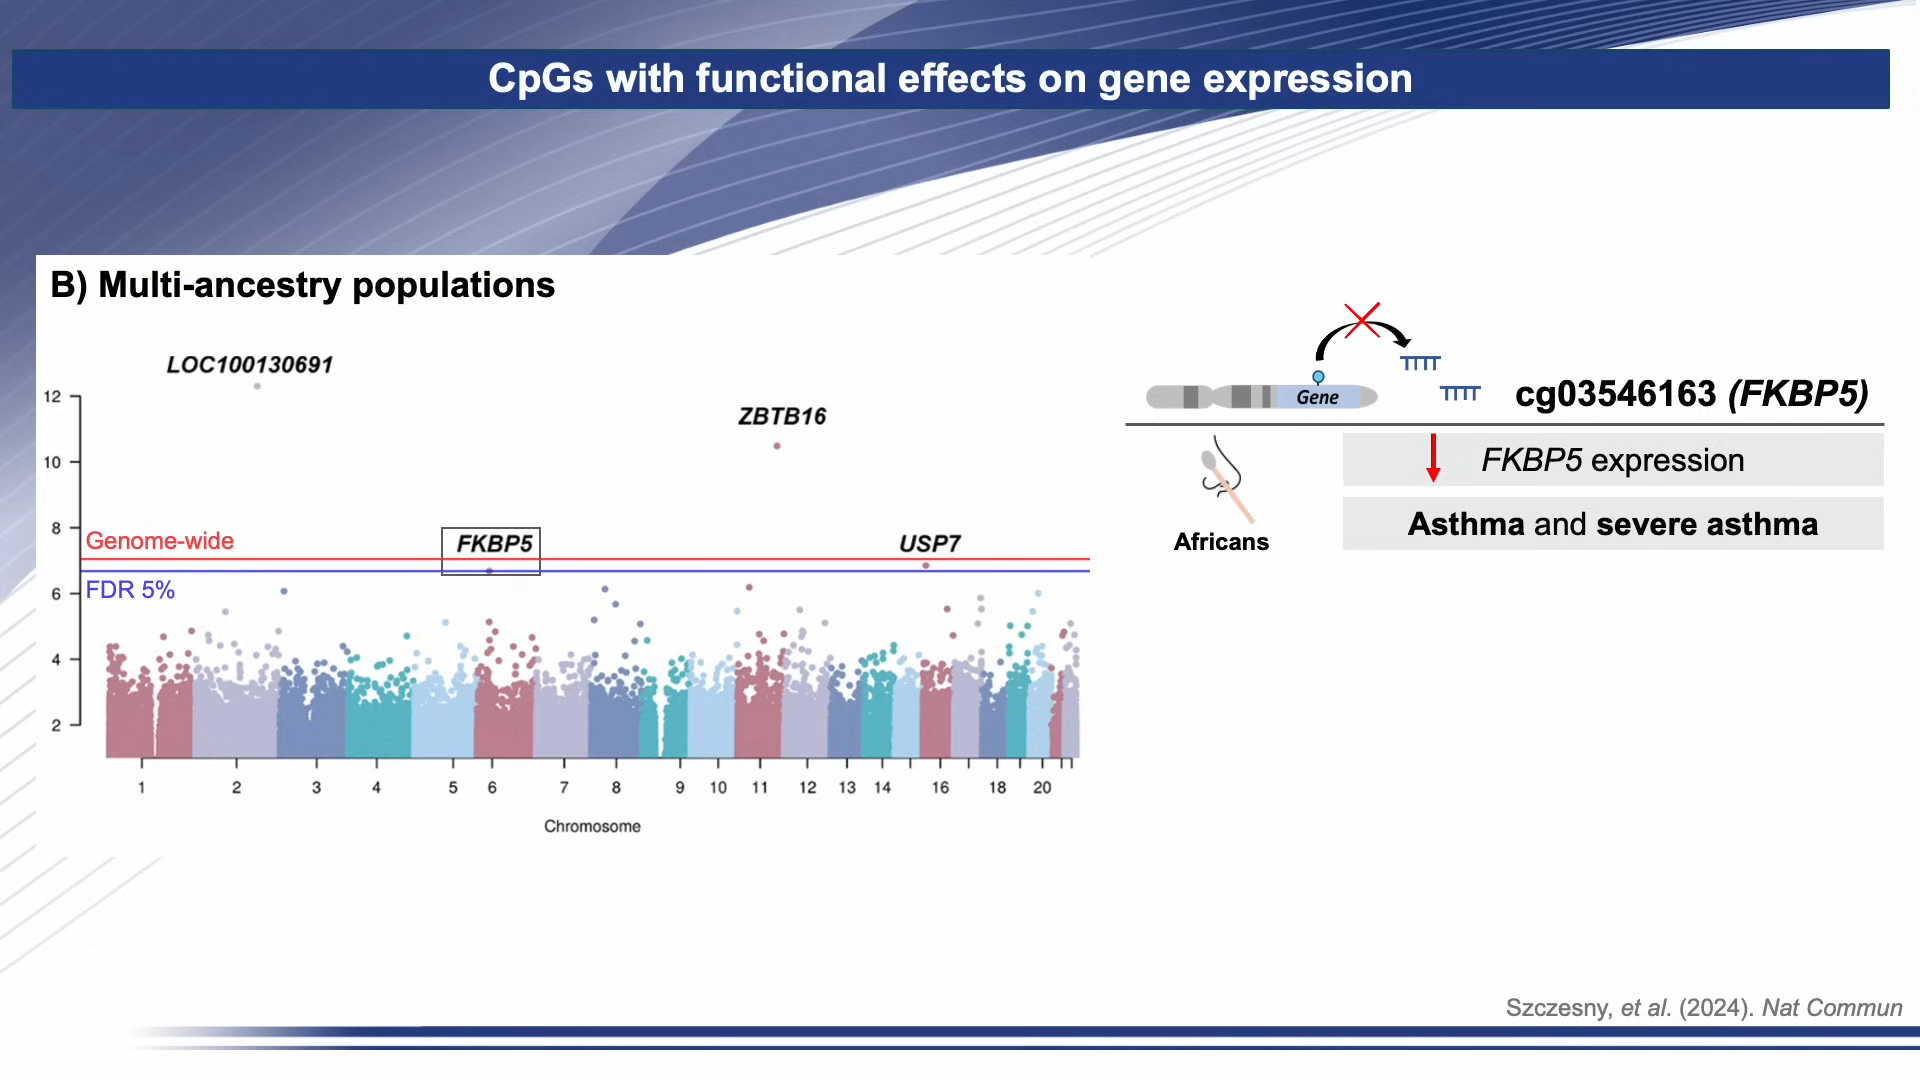 CpGs with functional effects on gene expression
B) Multi-ancestry populations
LOC100130691
ZBTB16
FKBP5
USP7
Genome-wide
FDR 5%
12
10
8
6
4
2
1 2 3 4 5 6 7 8 9 10 11 12 13 14 16 18 20
Chromosome
Gene
cg03546163 (FKBP5)
FKBP5 expression
Africans
Asthma and severe asthma
Szczesny, et al. (2024). Nat Commun